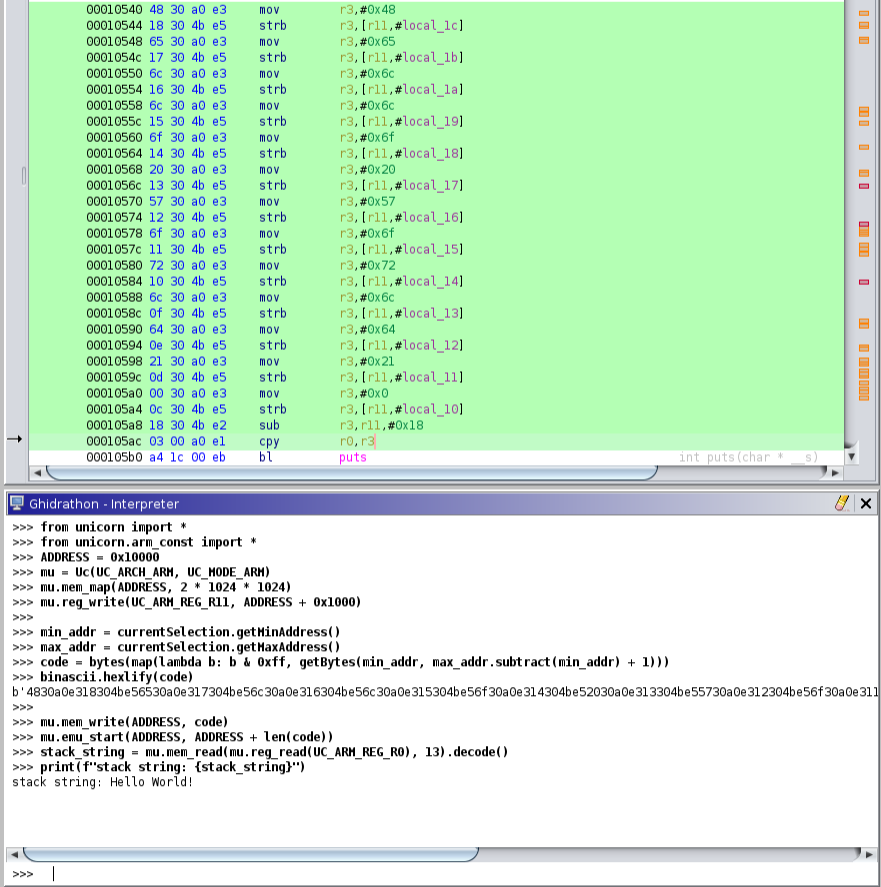 00010540 48 30 a0 e3 mov r3,#0x48
00010544 18 30 4b e5 strb r3,[r11,#local_1c]
00010548 65 30 a0 e3 mov r3,#0x65
0001054c 17 30 4b e5 strb r3,[r11,#local_1b]
00010550 6c 30 a0 e3 mov r3,#0x6c
00010554 16 30 4b e5 strb r3,[r11,#local_1a]
00010558 6c 30 a0 e3 mov r3,#0x6c
0001055c 15 30 4b e5 strb r3,[r11,#local_19]
00010560 6f 30 a0 e3 mov r3,#0x6f
00010564 14 30 4b e5 strb r3,[r11,#local_18]
00010568 20 30 a0 e3 mov r3,#0x20
0001056c 13 30 4b e5 strb r3,[r11,#local_17]
00010570 57 30 a0 e3 mov r3,#0x57
00010574 12 30 4b e5 strb r3,[r11,#local_16]
00010578 6f 30 a0 e3 mov r3,#0x6f
0001057c 11 30 4b e5 strb r3,[r11,#local_15]
00010580 72 30 a0 e3 mov r3,#0x72
00010584 10 30 4b e5 strb r3,[r11,#local_14]
00010588 6c 30 a0 e3 mov r3,#0x6c
0001058c 0f 30 4b e5 strb r3,[r11,#local_13]
00010590 64 30 a0 e3 mov r3,#0x64
00010594 0e 30 4b e5 strb r3,[r11,#local_12]
00010598 21 30 a0 e3 mov r3,#0x21
0001059c 0d 30 4b e5 strb r3,[r11,#local_11]
000105a0 00 30 a0 e3 mov r3,#0x0
000105a4 0c 30 4b e5 strb r3,[r11,#local_10]
000105a8 18 30 4b e2 sub r3,r11,#0x18
000105ac 03 00 a0 e1 cpy r0,r3
000105b0 a4 1c 00 eb bl puts int puts(char * __s)
Ghidrathon - Interpreter
>>> from unicorn import *
>>> from unicorn.arm_const import *
>>> ADDRESS = 0x10000
>>> mu = Uc(UC_ARCH_ARM, UC_MODE_ARM)
>>> mu.mem_map(ADDRESS, 2 * 1024 * 1024)
>>> mu.reg_write(UC_ARM_REG_R11, ADDRESS + 0x1000)
>>>
>>> min_addr = currentSelection.getMinAddress()
>>> max_addr = currentSelection.getMaxAddress()
>>> code = bytes(map(lambda b: b & 0xff, getBytes(min_addr, max_addr.subtract(min_addr) + 1)))
>>> binascii.hexlify(code)
b'4830a0e318304be56530a0e317304be56c30a0e316304be56c30a0e315304be56f30a0e314304be52030a0e313304be55730a0e312304be56f30a0e311
>>>
>>> mu.mem_write(ADDRESS, code)
>>> mu.emu_start(ADDRESS, ADDRESS + len(code))
>>> stack_string = mu.mem_read(mu.reg_read(UC_ARM_REG_R0), 13).decode()
>>> print(f"stack string: {stack_string}")
stack string: Hello World!
>>>